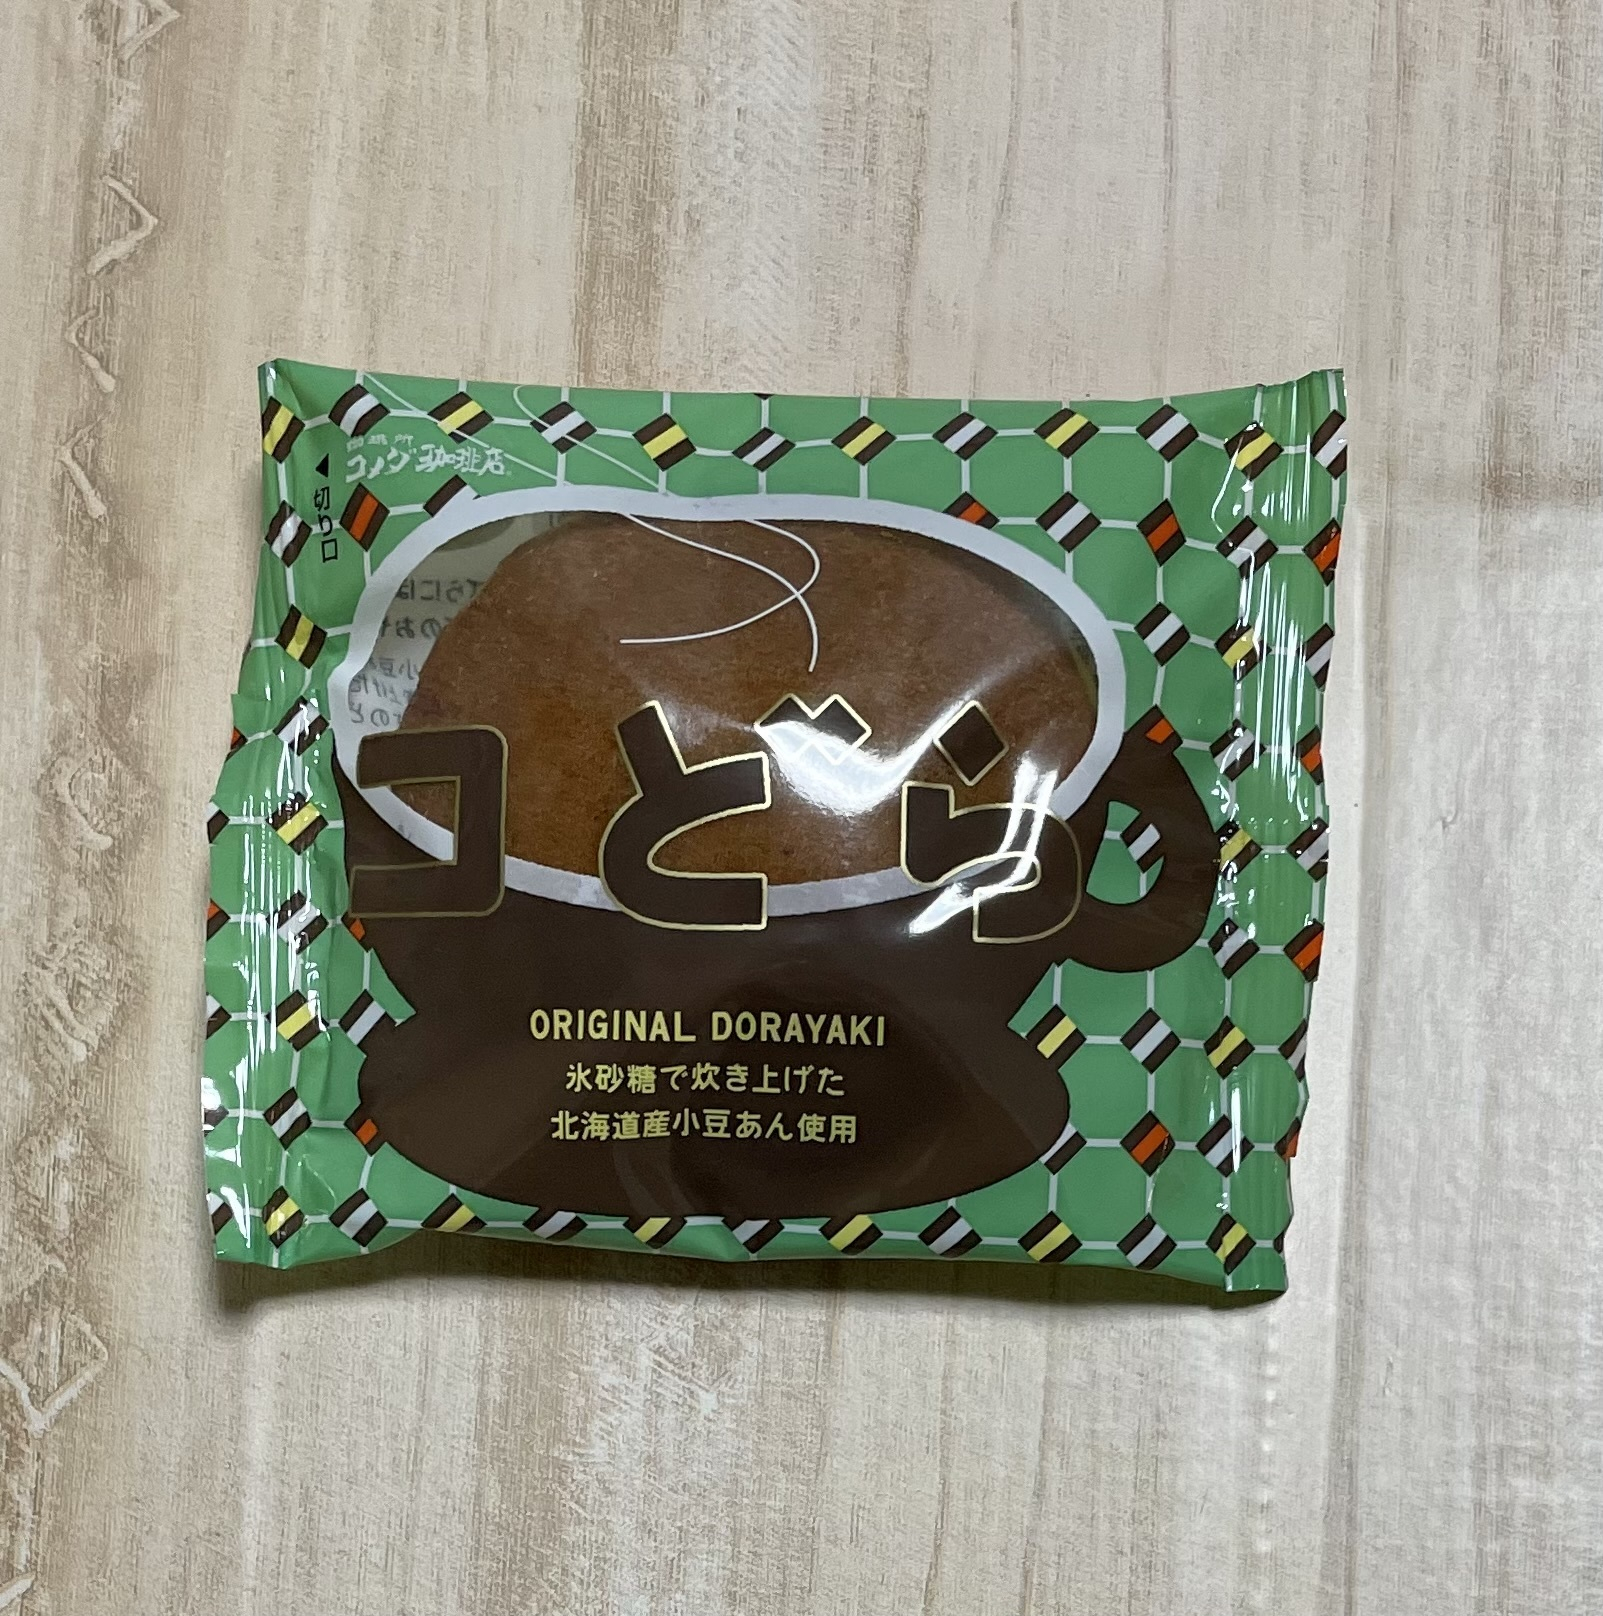 珈琲所
コメダ珈琲店
切り口
コどら
ORIGINAL DORAYAKI
氷砂糖で炊き上げた
北海道産小豆あん使用